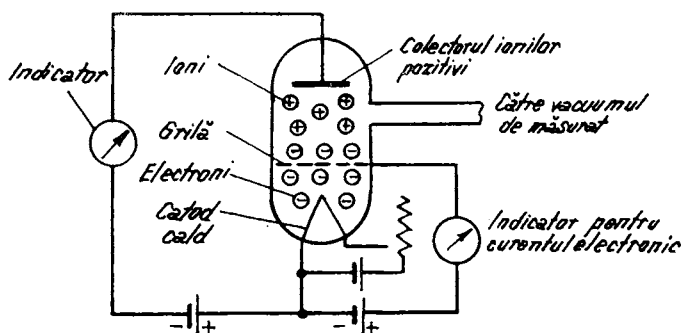 Indicator
Ioni
Colectorul ionilor
pozitivi
Către vacuumul
de măsurat
Grilă
Electroni
Catod
cald
Indicator pentru
curentul electronic
- +
- +